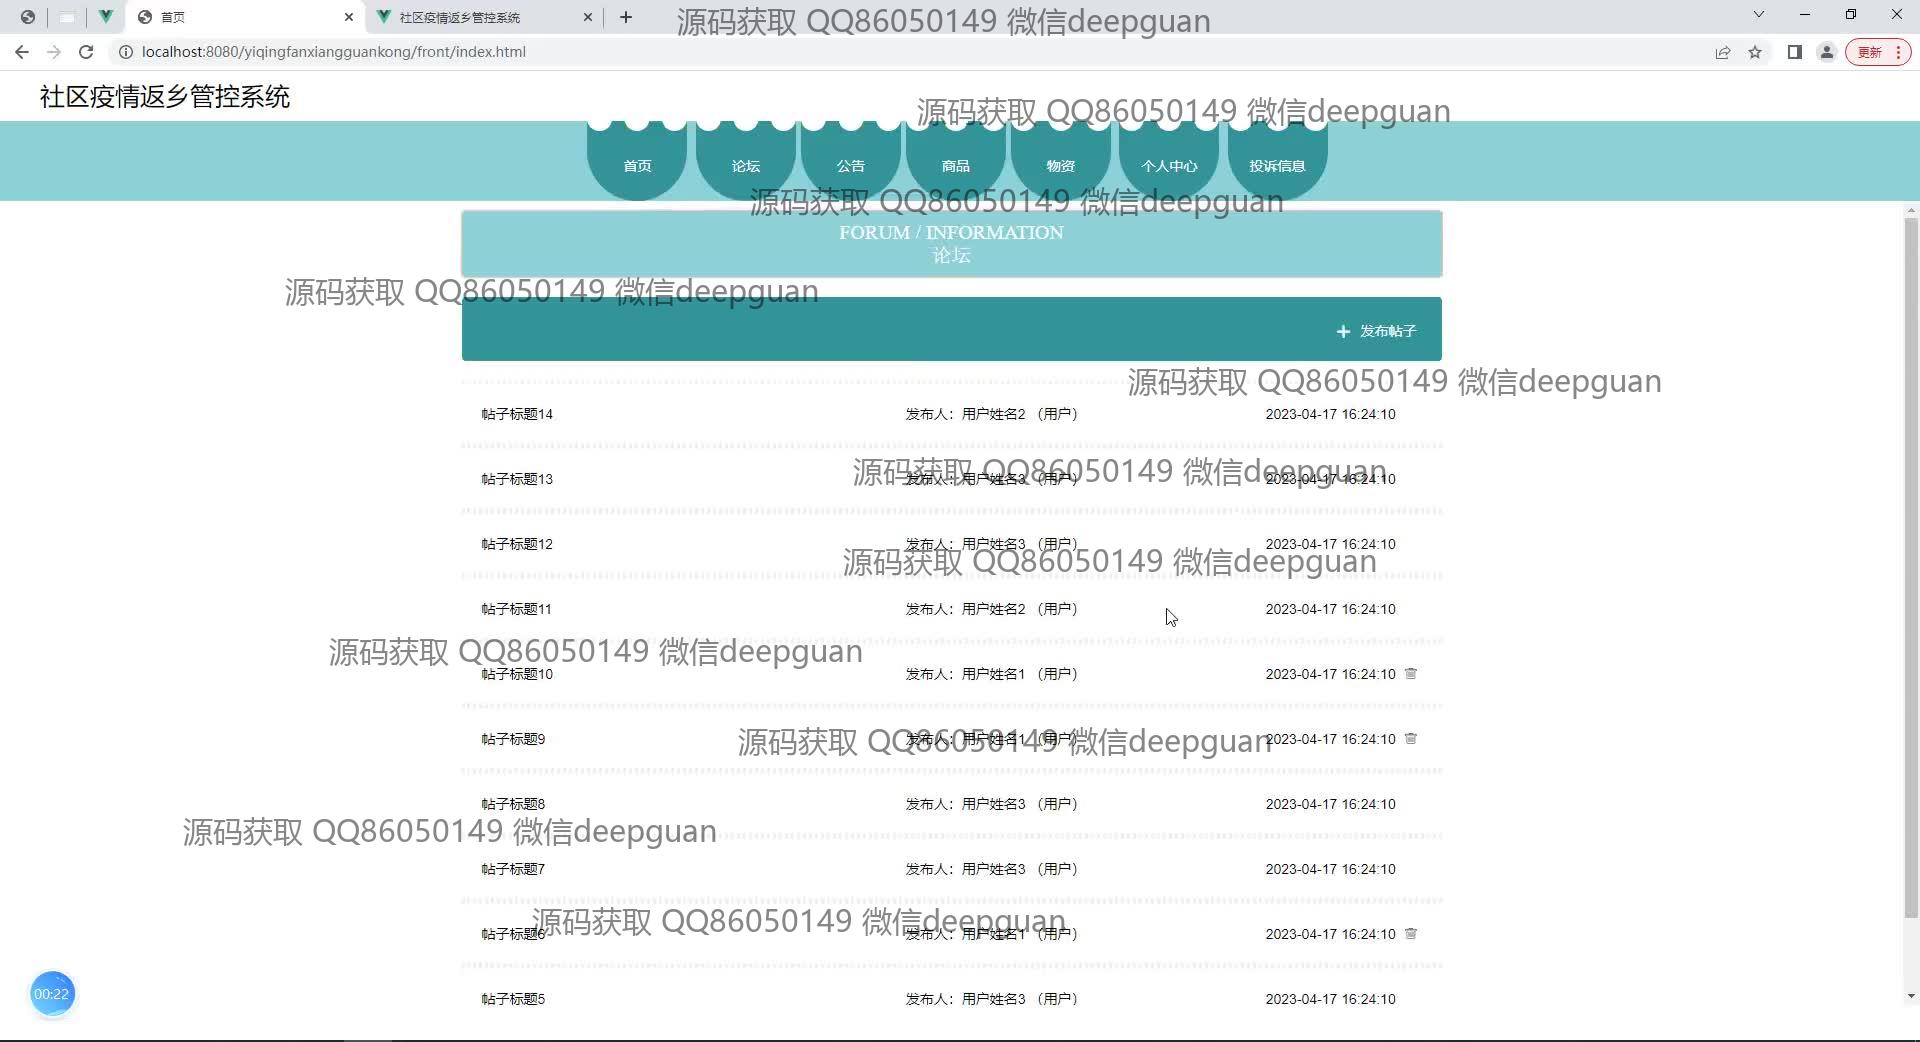 首页
社区疫情返乡管控系统
源码获取 QQ86050149 微信deepguan
localhost:8080/yiqingfanxiangguankong/front/index.html
更新
社区疫情返乡管控系统
源码获取 QQ86050149 微信deepguan
首页
论坛
公告
商品
物资
个人中心
投诉信息
源码获取 QQ86050149 微信deepguan
FORUM / INFORMATION
论坛
源码获取 QQ86050149 微信deepguan
发布帖子
源码获取 QQ86050149 微信deepguan
帖子标题14 发布人：用户姓名2 （用户） 2023-04-17 16:24:10
源码获取 QQ86050149 微信deepguan
帖子标题13 发布人：用户姓名3 （用户） 2023-04-17 16:24:10
帖子标题12 发布人：用户姓名3 （用户） 2023-04-17 16:24:10
源码获取 QQ86050149 微信deepguan
帖子标题11 发布人：用户姓名2 （用户） 2023-04-17 16:24:10
源码获取 QQ86050149 微信deepguan
帖子标题10 发布人：用户姓名1 （用户） 2023-04-17 16:24:10
帖子标题9 发布人：用户姓名1 （用户） 2023-04-17 16:24:10
源码获取 QQ86050149 微信deepguan
帖子标题8 发布人：用户姓名3 （用户） 2023-04-17 16:24:10
源码获取 QQ86050149 微信deepguan
帖子标题7 发布人：用户姓名3 （用户） 2023-04-17 16:24:10
源码获取 QQ86050149 微信deepguan
帖子标题6 发布人：用户姓名1 （用户） 2023-04-17 16:24:10
帖子标题5 发布人：用户姓名3 （用户） 2023-04-17 16:24:10
00:22